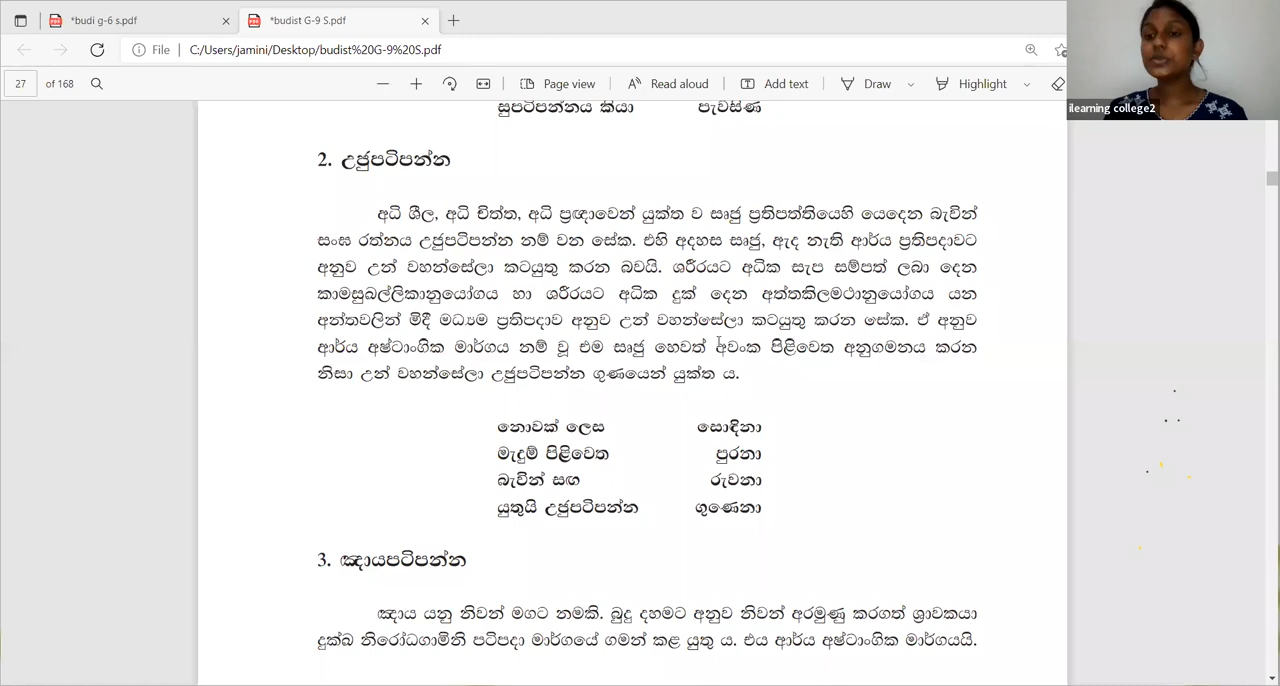 *budi g-6 s.pdf
*budist G-9 S.pdf
File | C:/Users/jamini/Desktop/budist%20G-9%20S.pdf
27 of 168
Page view
Read aloud
Add text
Draw
Highlight
ilearning college2
සුපටිපන්නය කියා පැවසිණ
2. උජුපටිපන්න
අධි ශීල, අධි චිත්ත, අධි ප්‍රඥාවෙන් යුක්ත ව සෘජු ප්‍රතිපත්තියෙහි යෙදෙන බැවින්
සංඝ රත්නය උජුපටිපන්න නම් වන සේක. එහි අදහස සෘජු, ඇද නැති ආර්ය ප්‍රතිපදාවට
අනුව උන් වහන්සේලා කටයුතු කරන බවයි. ශරීරයට අධික සැප සම්පත් ලබා දෙන
කාමසුඛල්ලිකානුයෝගය හා ශරීරයට අධික දුක් දෙන අත්තකිලමථානුයෝගය යන
අන්තවලින් මිදී මධ්‍යම ප්‍රතිපදාව අනුව උන් වහන්සේලා කටයුතු කරන සේක. ඒ අනුව
ආර්ය අෂ්ටාංගික මාර්ගය නම් වූ එම සෘජු හෙවත් අවංක පිළිවෙත අනුගමනය කරන
නිසා උන් වහන්සේලා උජුපටිපන්න ගුණයෙන් යුක්ත ය.
නොවක් ලෙස සොඳිනා
මැදුම් පිළිවෙත පුරනා
බැවින් සඟ රුවනා
යුතුයි උජුපටිපන්න ගුණෙනා
3. ඤායපටිපන්න
ඤාය යනු නිවන් මගට නමකි. බුදු දහමට අනුව නිවන් අරමුණු කරගත් ශ්‍රාවකයා
දුක්ඛ නිරෝධගාමිනි පටිපදා මාර්ගයේ ගමන් කළ යුතු ය. එය ආර්ය අෂ්ටාංගික මාර්ගයයි.